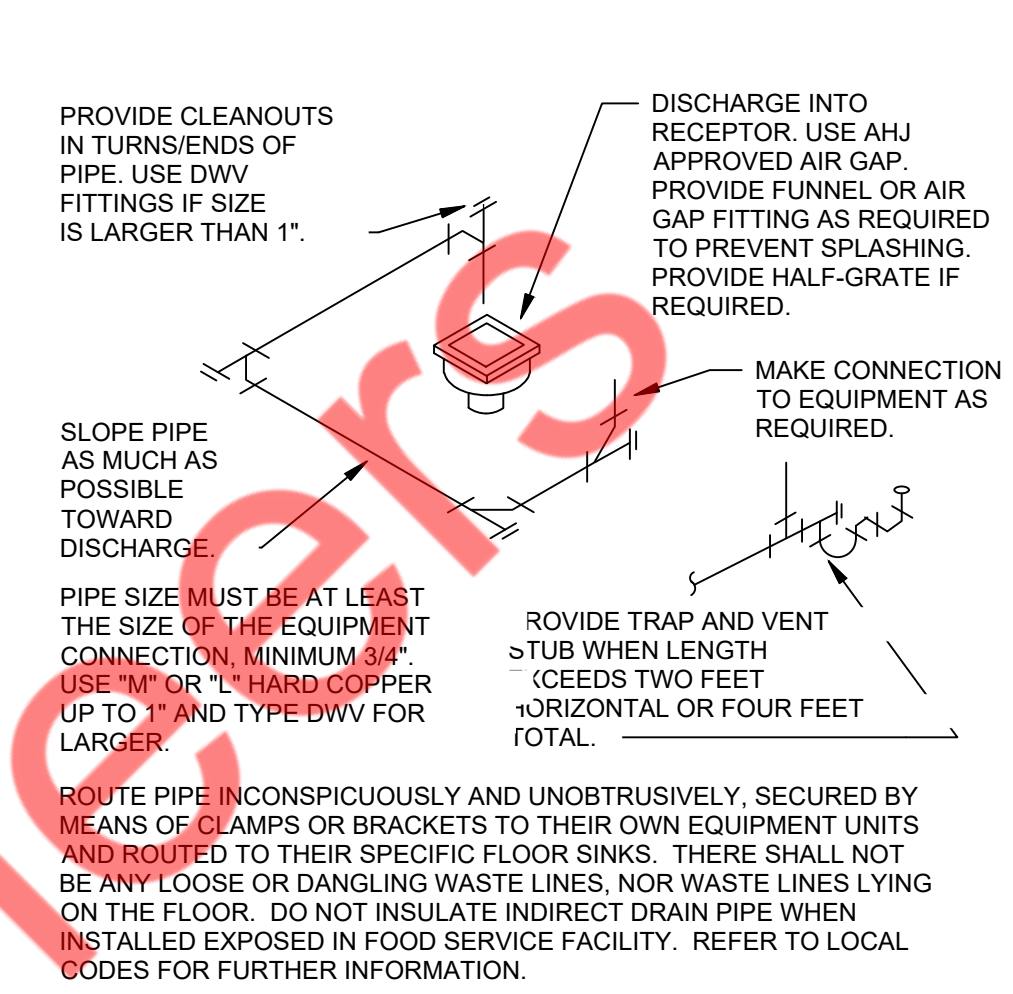 PROVIDE CLEANOUTS
IN TURNS/ENDS OF
PIPE. USE DWV
FITTINGS IF SIZE
IS LARGER THAN 1".
DISCHARGE INTO
RECEPTOR. USE AHJ
APPROVED AIR GAP.
PROVIDE FUNNEL OR AIR
GAP FITTING AS REQUIRED
TO PREVENT SPLASHING.
PROVIDE HALF-GRATE IF
REQUIRED.
MAKE CONNECTION
TO EQUIPMENT AS
REQUIRED.
SLOPE PIPE
AS MUCH AS
POSSIBLE
TOWARD
DISCHARGE.
PIPE SIZE MUST BE AT LEAST
THE SIZE OF THE EQUIPMENT
CONNECTION, MINIMUM 3/4".
USE "M" OR "L" HARD COPPER
UP TO 1" AND TYPE DWV FOR
LARGER.
ROVIDE TRAP AND VENT
STUB WHEN LENGTH
XCEEDS TWO FEET
HORIZONTAL OR FOUR FEET
TOTAL.
ROUTE PIPE INCONSPICUOUSLY AND UNOBTRUSIVELY, SECURED BY
MEANS OF CLAMPS OR BRACKETS TO THEIR OWN EQUIPMENT UNITS
AND ROUTED TO THEIR SPECIFIC FLOOR SINKS. THERE SHALL NOT
BE ANY LOOSE OR DANGLING WASTE LINES, NOR WASTE LINES LYING
ON THE FLOOR. DO NOT INSULATE INDIRECT DRAIN PIPE WHEN
INSTALLED EXPOSED IN FOOD SERVICE FACILITY. REFER TO LOCAL
CODES FOR FURTHER INFORMATION.
eers